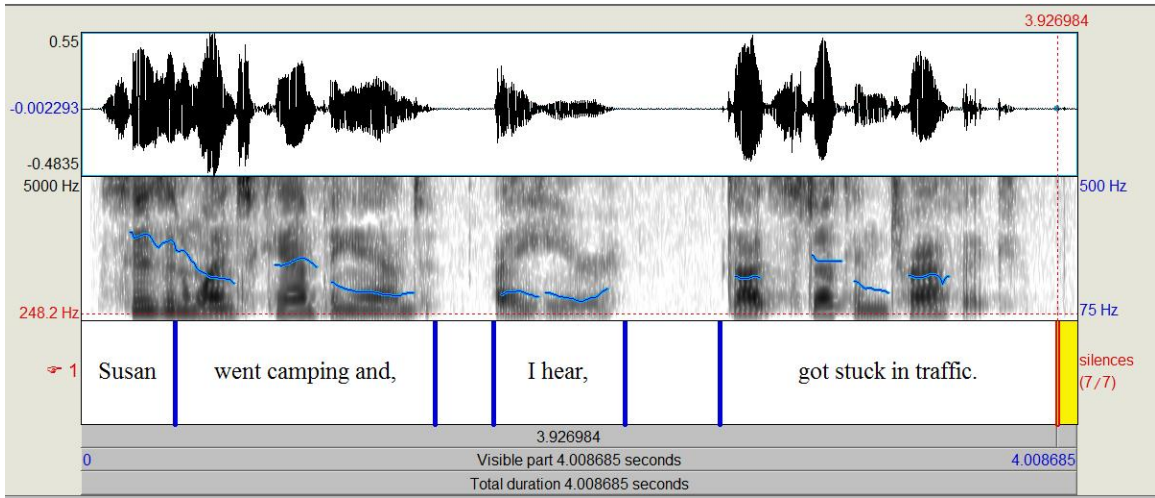 3.926984
0.55
-0.002293
-0.4835
5000 Hz
500 Hz
248.2 Hz
75 Hz
☞ 1
Susan
went camping and,
I hear,
got stuck in traffic.
silences
(7/7)
3.926984
0
Visible part 4.008685 seconds
4.008685
Total duration 4.008685 seconds